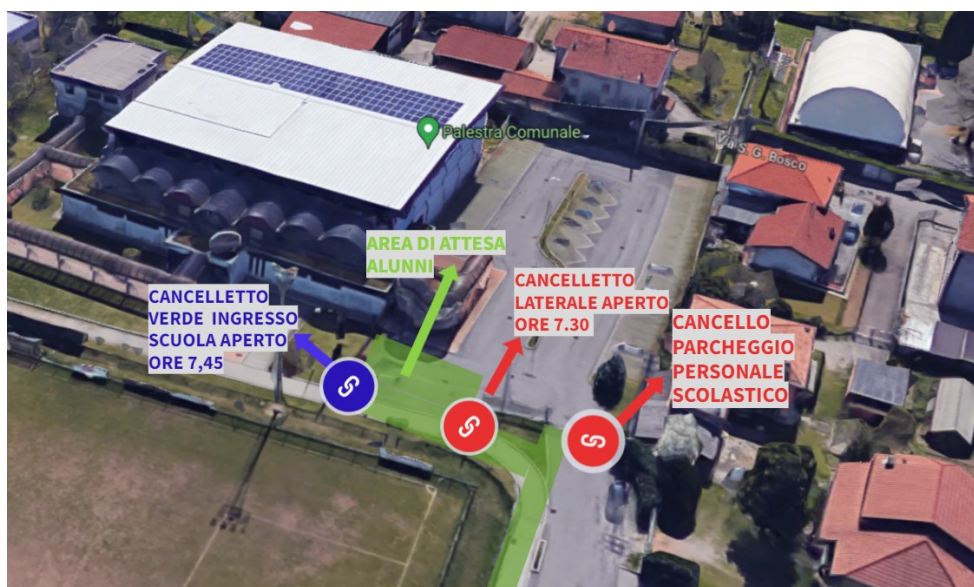 Palestra Comunale
Via S. G. Bosco
AREA DI ATTESA
ALUNNI
CANCELLETTO
LATERALE APERTO
ORE 7.30
CANCELLETTO
VERDE INGRESSO
SCUOLA APERTO
ORE 7,45
CANCELLO
PARCHEGGIO
PERSONALE
SCOLASTICO